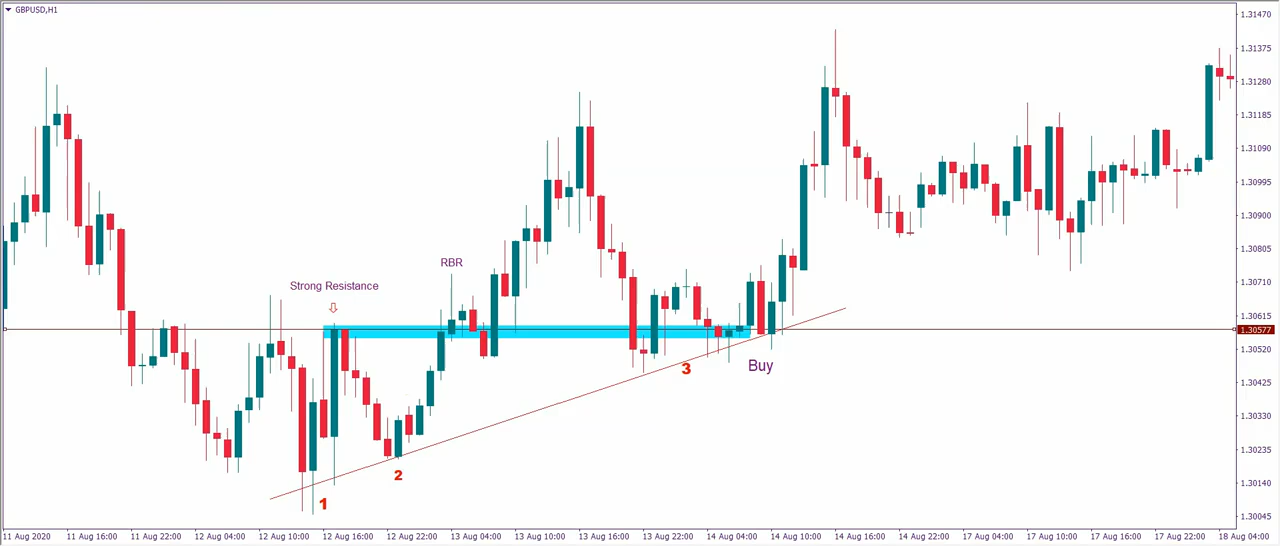 GBPUSD,H1
1.31470
1.31375
1.31280
1.31185
1.31090
1.30995
1.30900
1.30805
1.30710
1.30615
1.30577
1.30520
1.30425
1.30330
1.30235
1.30140
1.30045
RBR
Strong Resistance
Buy
3
2
1
11 Aug 2020
11 Aug 16:00
11 Aug 22:00
12 Aug 04:00
12 Aug 10:00
12 Aug 16:00
12 Aug 22:00
13 Aug 04:00
13 Aug 10:00
13 Aug 16:00
13 Aug 22:00
14 Aug 04:00
14 Aug 10:00
14 Aug 16:00
14 Aug 22:00
17 Aug 04:00
17 Aug 10:00
17 Aug 16:00
17 Aug 22:00
18 Aug 04:00